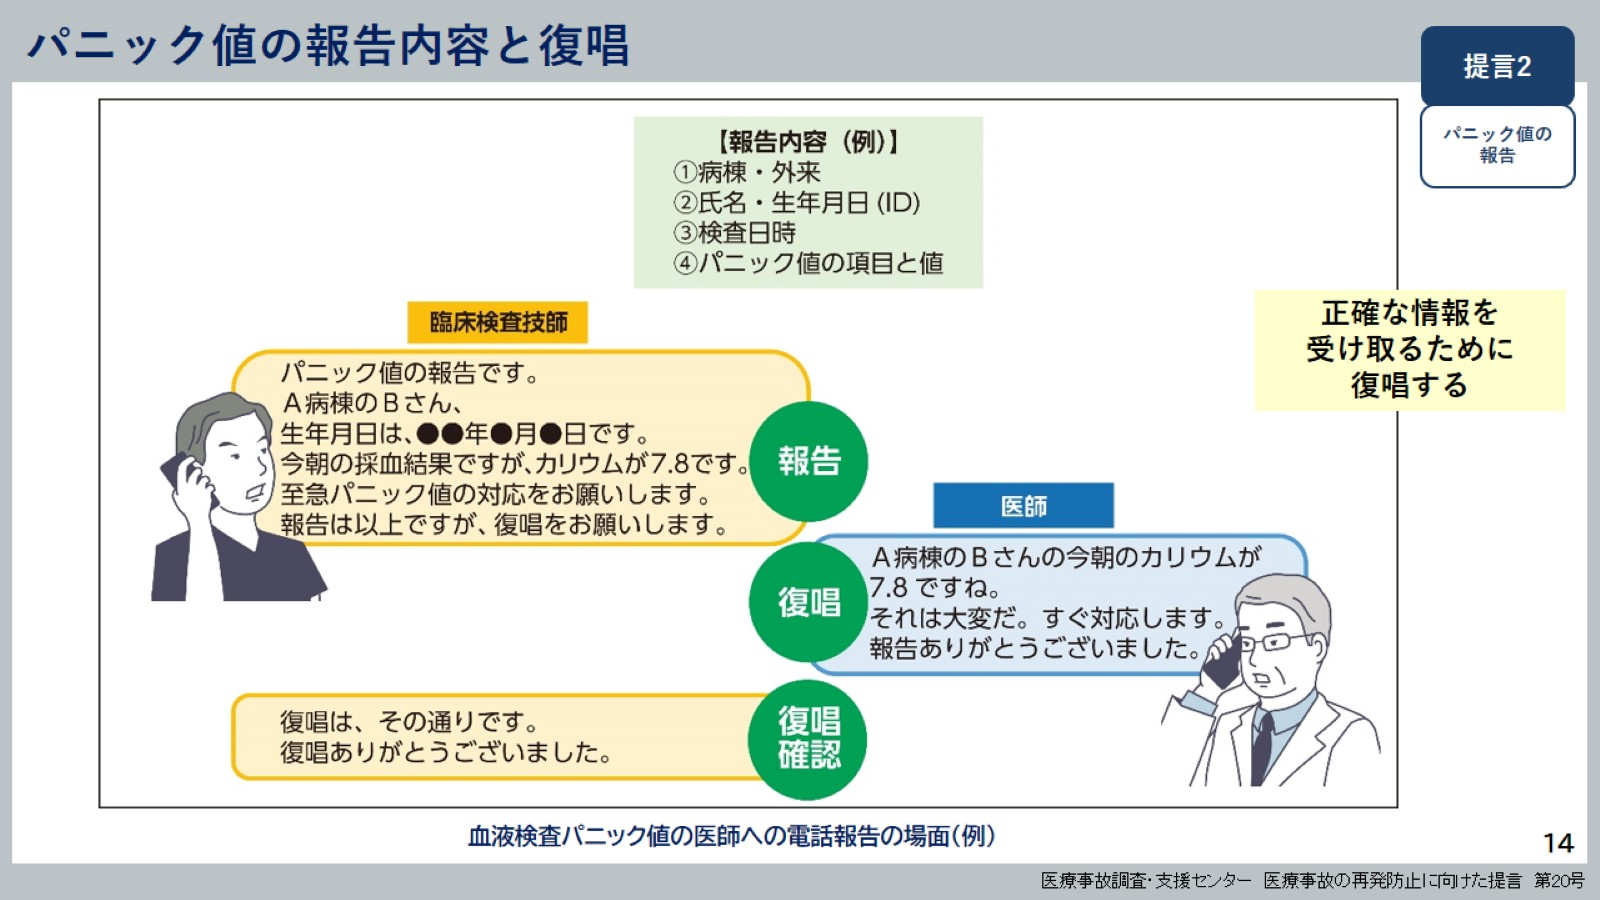 パニック値の報告内容と復唱
提言2
パニック値の
報告
【報告内容（例）】
①病棟・外来
②氏名・生年月日(ID)
③検査日時
④パニック値の項目と値
正確な情報を
受け取るために
復唱する
臨床検査技師
パニック値の報告です。
A病棟のBさん、
生年月日は、●●年●月●日です。
今朝の採血結果ですが、カリウムが7.8です。
至急パニック値の対応をお願いします。
報告は以上ですが、復唱をお願いします。
報告
医師
A病棟のBさんの今朝のカリウムが
7.8ですね。
それは大変だ。すぐ対応します。
報告ありがとうございました。
復唱
復唱は、その通りです。
復唱ありがとうございました。
復唱
確認
血液検査パニック値の医師への電話報告の場面(例)
14
医療事故調査・支援センター　医療事故の再発防止に向けた提言　第20号